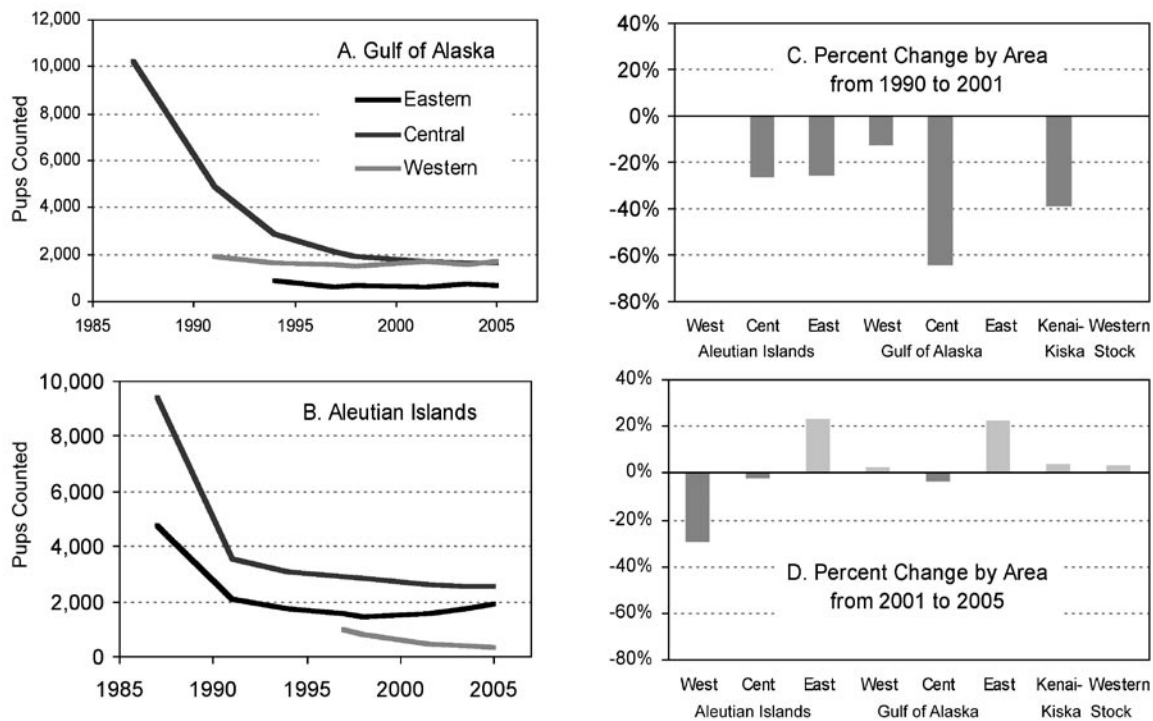 A. Gulf of Alaska
Eastern
Central
Western
Pups Counted
12,000
10,000
8,000
6,000
4,000
2,000
0
1985 1990 1995 2000 2005
C. Percent Change by Area
from 1990 to 2001
40%
20%
0%
-20%
-40%
-60%
-80%
West Cent East West Cent East Kenai- Western
Aleutian Islands Gulf of Alaska Kiska Stock
B. Aleutian Islands
Pups Counted
10,000
8,000
6,000
4,000
2,000
0
1985 1990 1995 2000 2005
40%
20%
0%
-20%
-40%
-60%
-80%
D. Percent Change by Area
from 2001 to 2005
West Cent East West Cent East Kenai- Western
Aleutian Islands Gulf of Alaska Kiska Stock